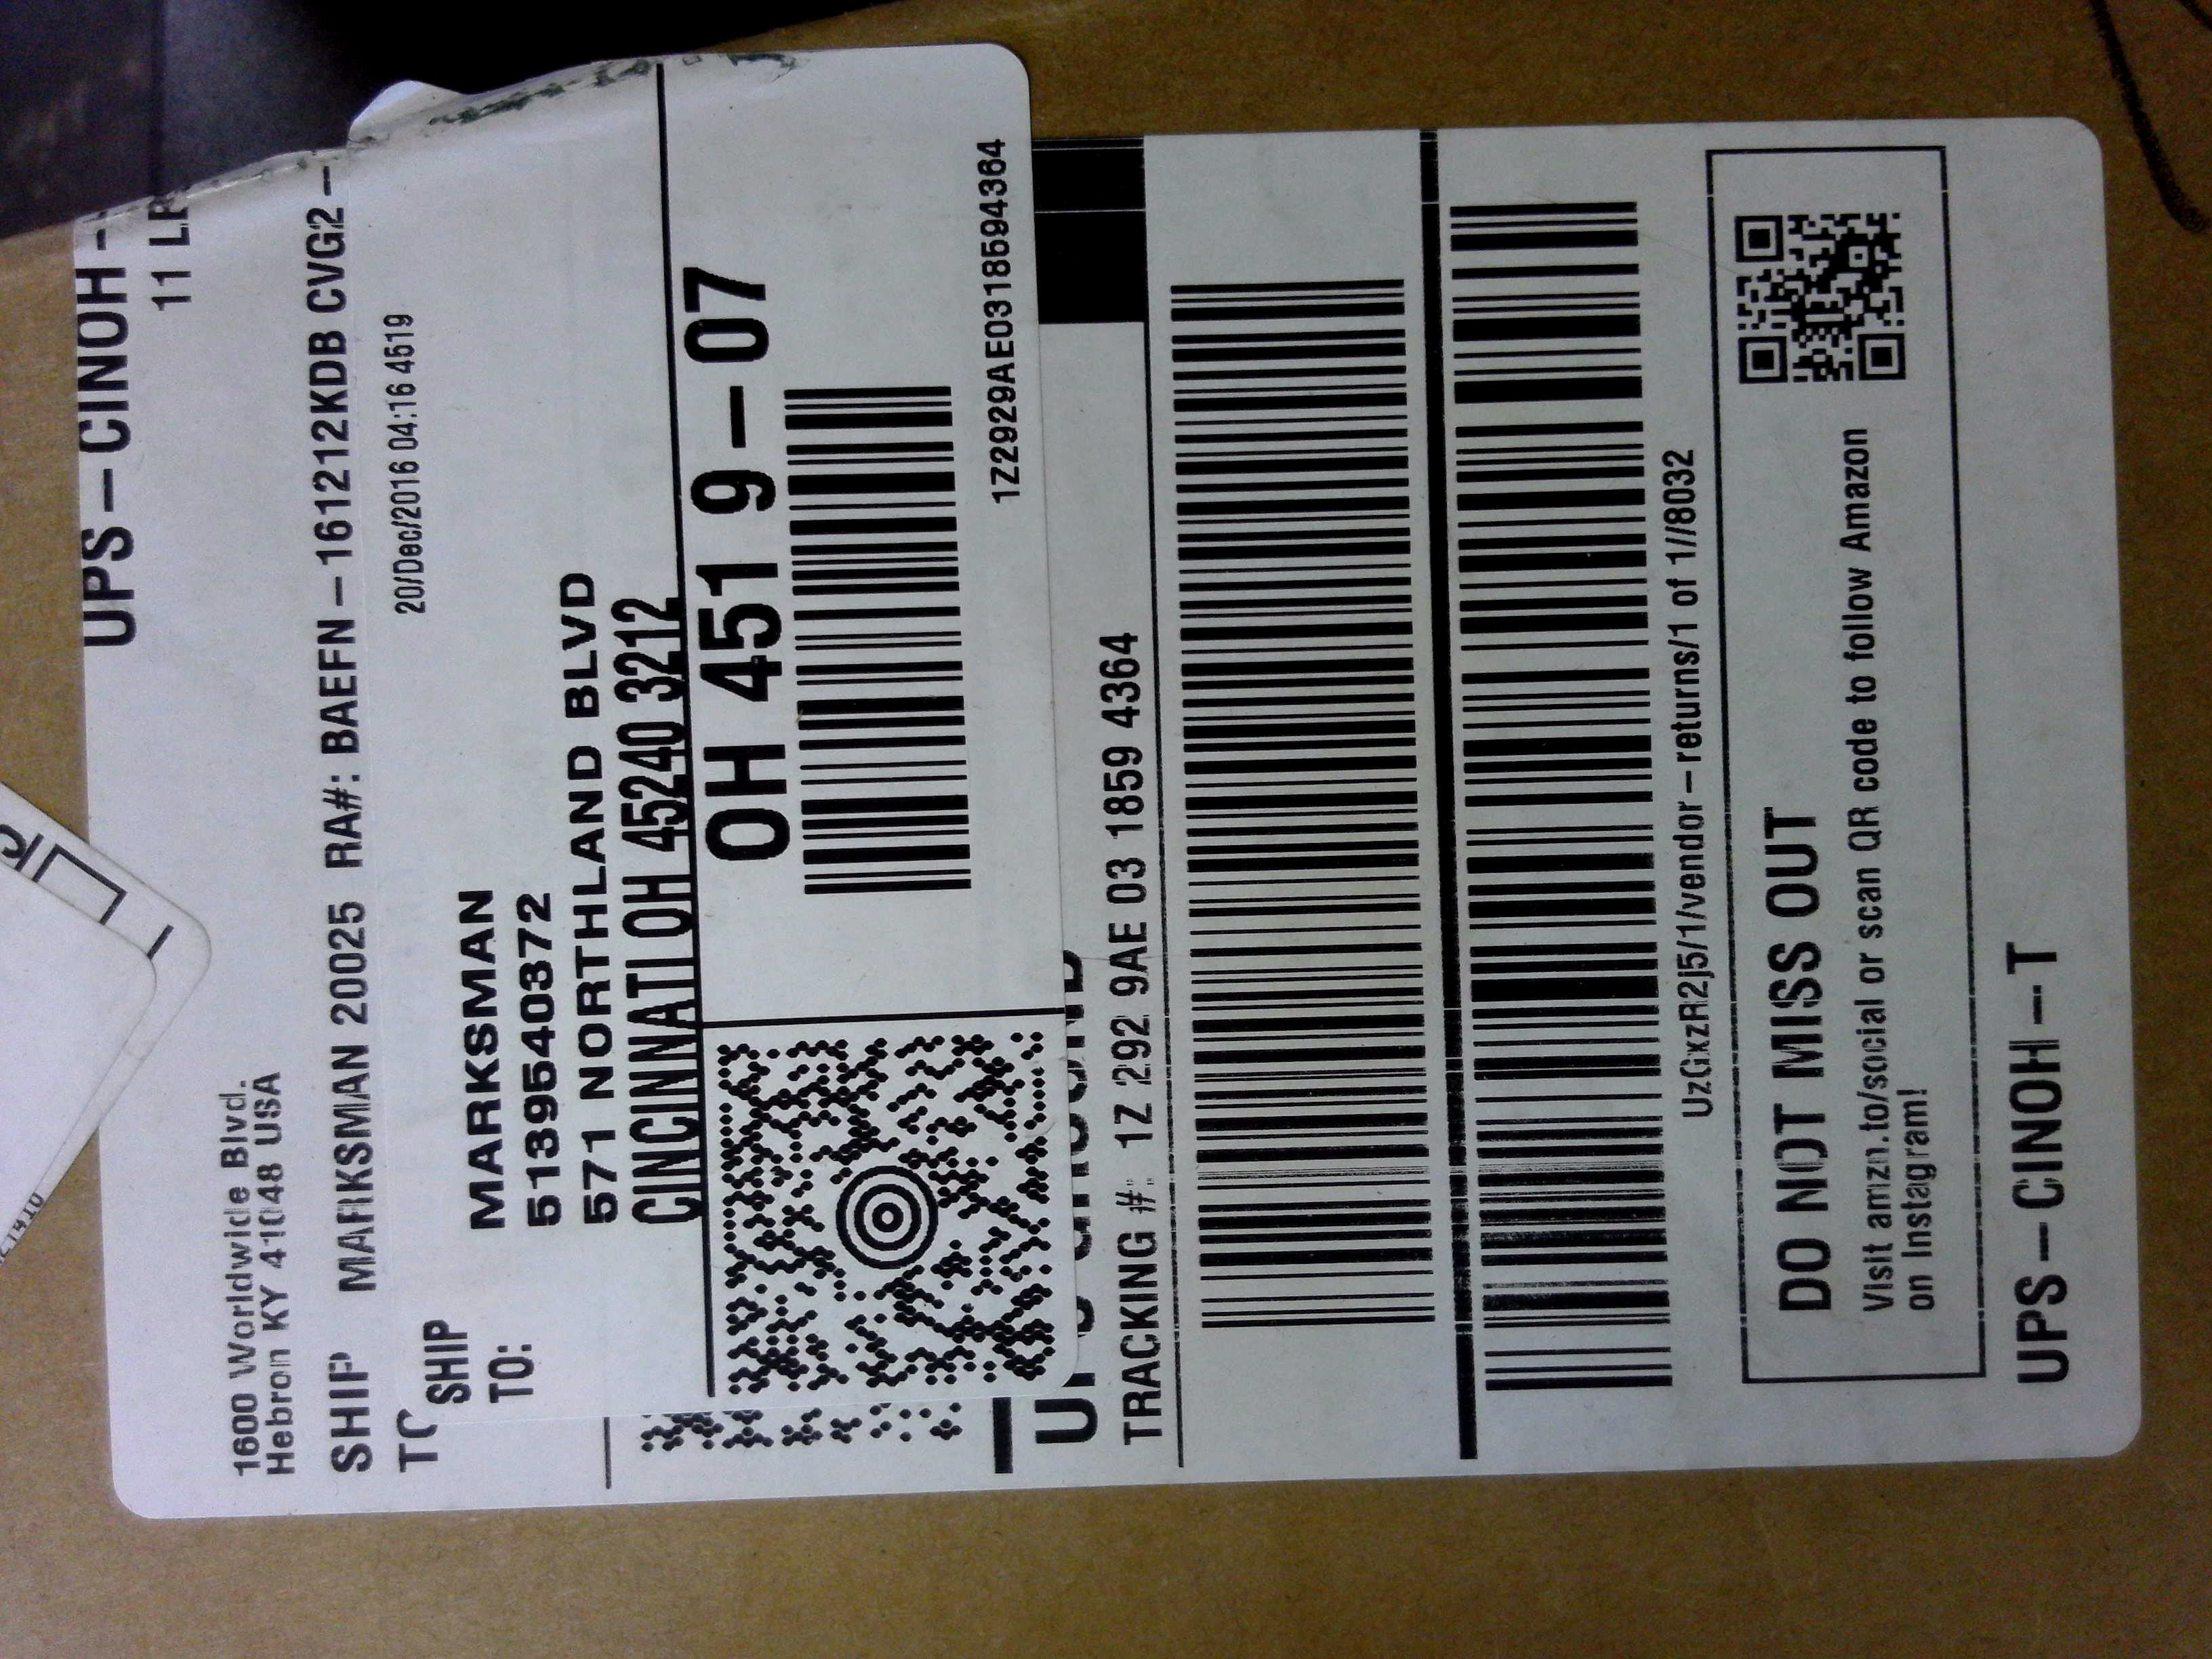 UPS-CINOH-
11
1600 Worldwide Blvd.
Hebron KY 41048 USA
SHIP MARKSMAN 20025 RA#: BAEFN-161212KDB CVG2-
20/Dec/2016 04:16 4519
SHIP
TO:
MARKSMAN
5139540372
571 NORTHLAND BLVD
CINCINNATI OH 45240 3212
OH 451 9-07
1Z2929AE0318594364
TRACKING #: 1Z 292 9AE 03 1859 4364
UzGxzR2j5/1/vendor-returns/1 of 1//8032
DO NOT MISS OUT
Visit amzn.to/social or scan QR code to follow Amazon
on Instagram!
UPS-CINOH-T